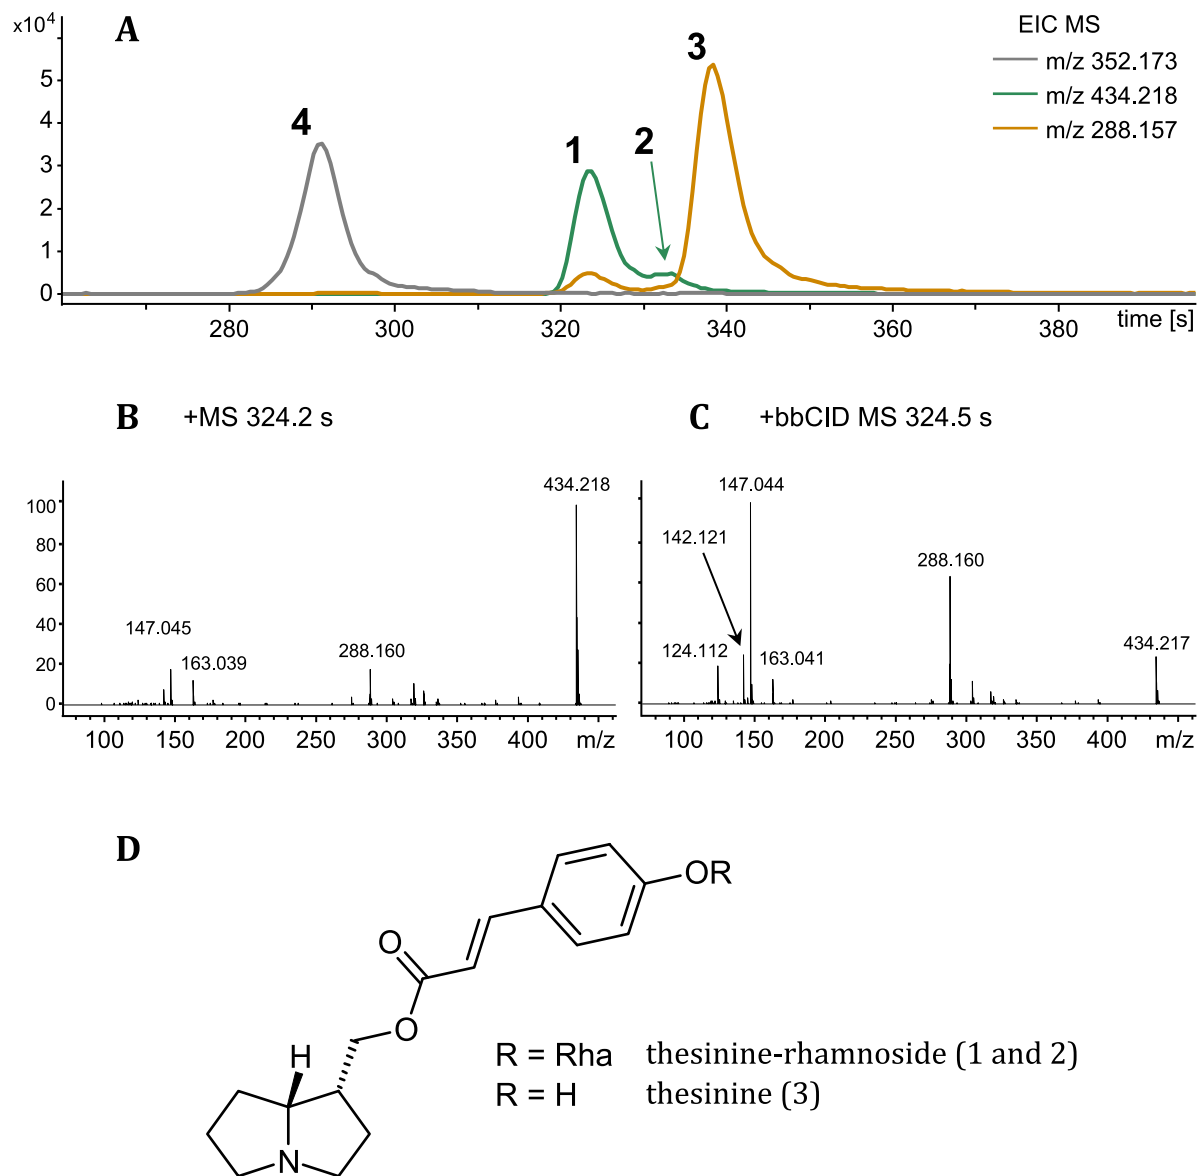 A
EIC MS
m/z 352.173
m/z 434.218
m/z 288.157
x10⁴
5
4
3
2
1
0
4
1
2
3
280 300 320 340 360 380
time [s]
B +MS 324.2 s
100
80
60
40
20
0
147.045
163.039
288.160
434.218
100 150 200 250 300 350 400 m/z
C +bbCID MS 324.5 s
147.044
142.121
124.112
163.041
288.160
434.217
100 150 200 250 300 350 400 m/z
D
OR
O
O
H
N
R = Rha thesinine-rhamnoside (1 and 2)
R = H thesinine (3)